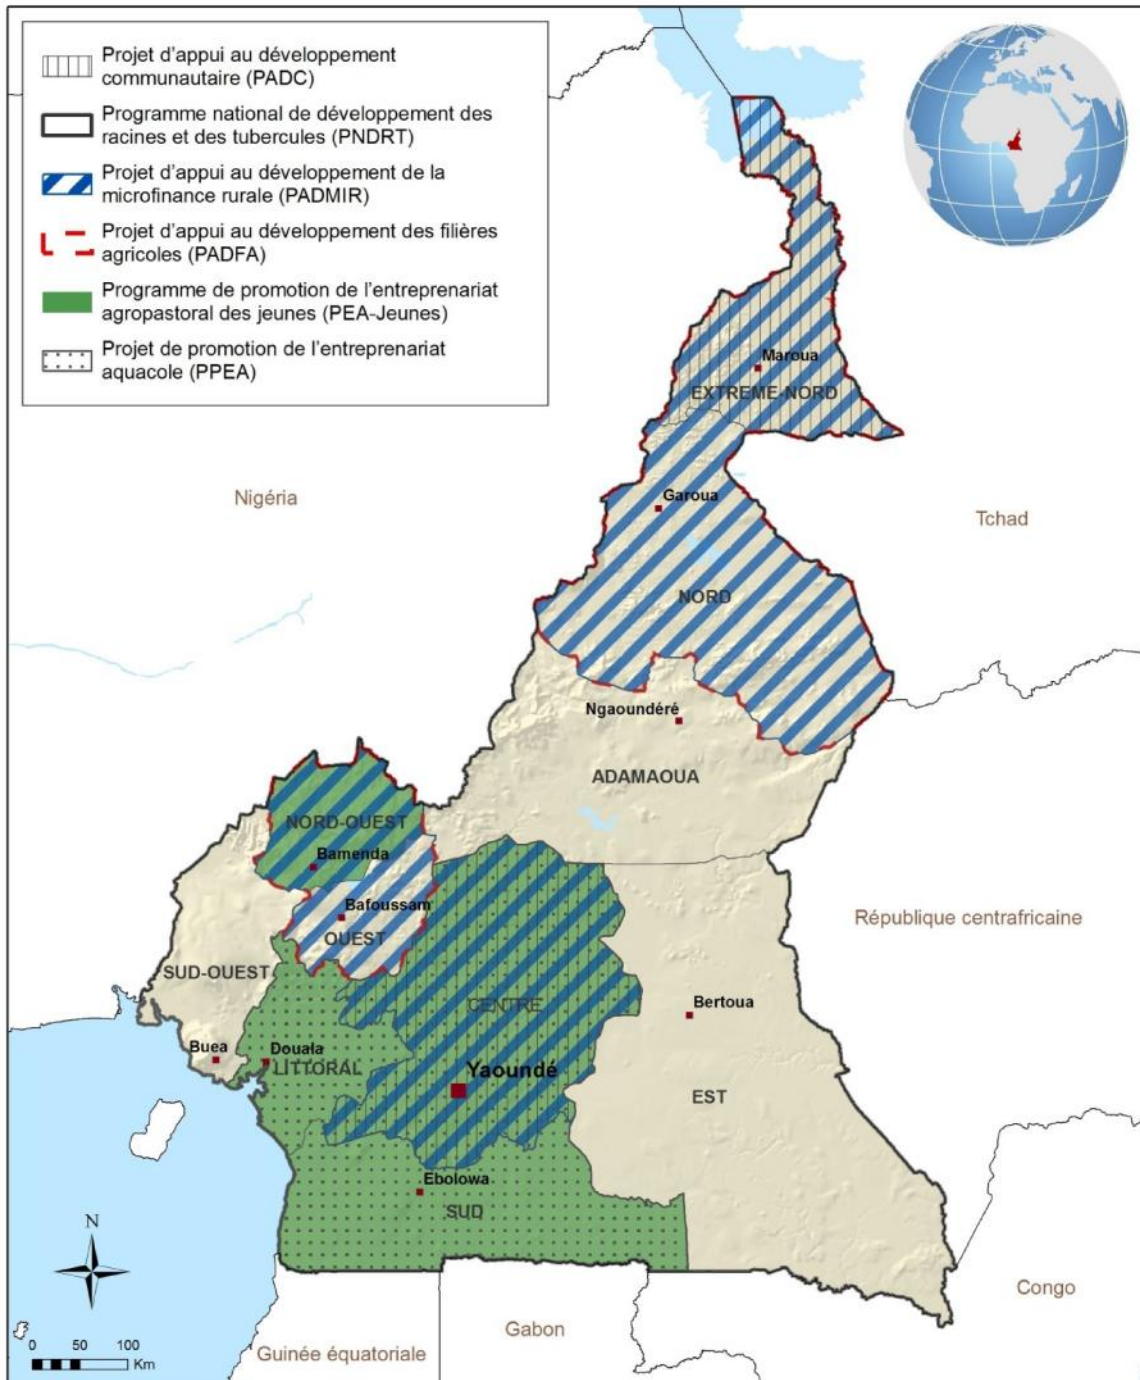 Projet d'appui au développement
communautaire (PADC)
Programme national de développement des
racines et des tubercules (PNDRT)
Projet d'appui au développement de la
microfinance rurale (PADMIR)
Projet d'appui au développement des filières
agricoles (PADFA)
Programme de promotion de l'entreprenariat
agropastoral des jeunes (PEA-Jeunes)
Projet de promotion de l'entreprenariat
aquacole (PPEA)
Maroua
EXTREME-NORD
Nigéria
Garoua
Tchad
NORD
Ngaoundéré
ADAMAOUA
NORD-OUEST
Bamenda
Bafoussam
OUEST
République centrafricaine
SUD-OUEST
CENTRE
Bertoua
Buea
Douala
LITTORAL
Yaoundé
EST
Ebolowa
SUD
N
Congo
Gabon
Guinée équatoriale
0 50 100
Km